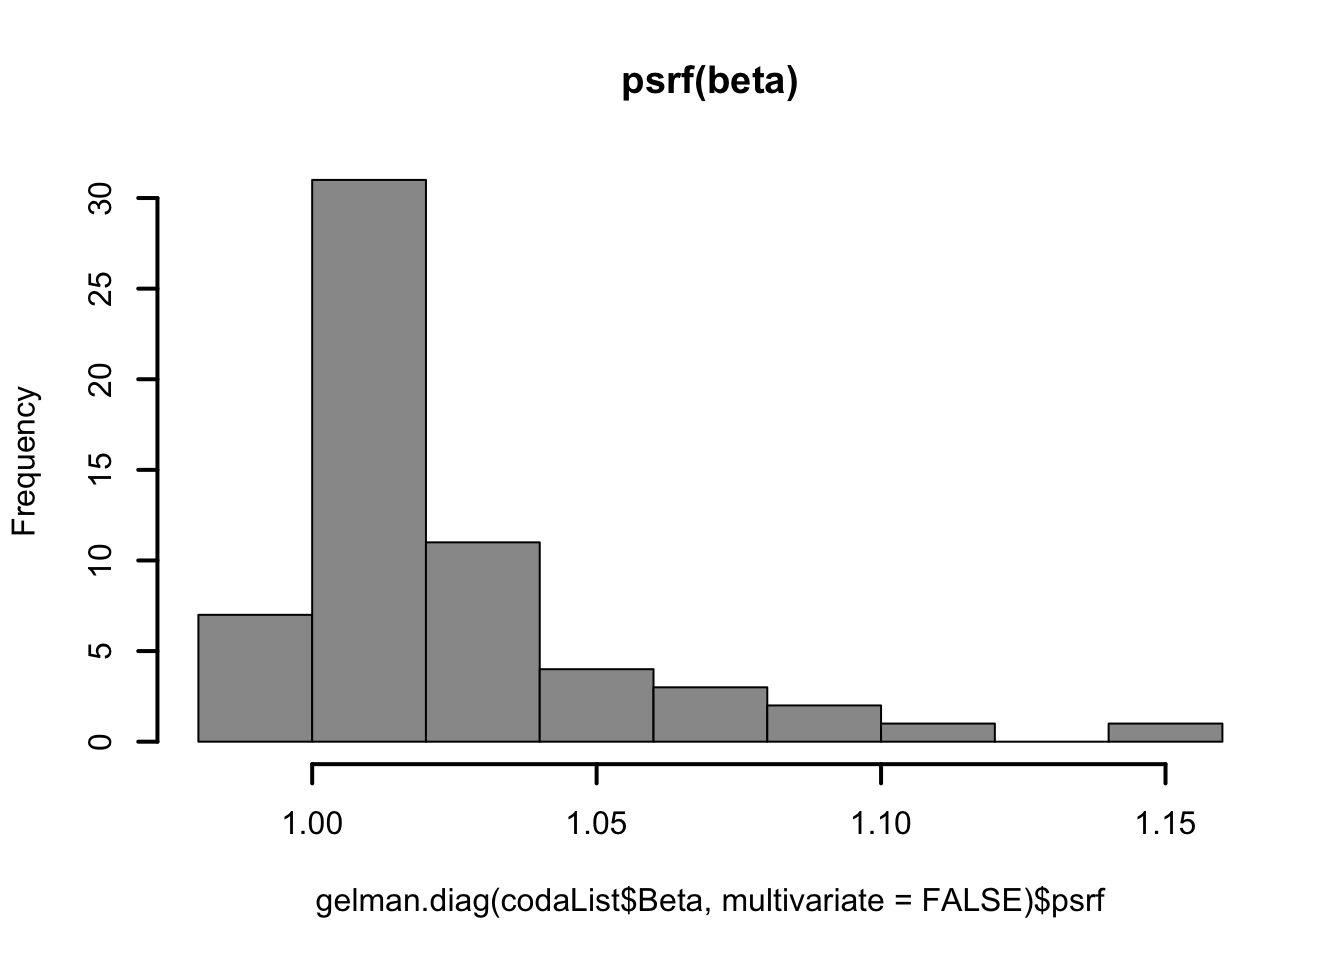 psrf(beta)
Frequency
30
25
20
15
10
5
0
1.00 1.05 1.10 1.15
gelman.diag(codaList$Beta, multivariate = FALSE)$psrf